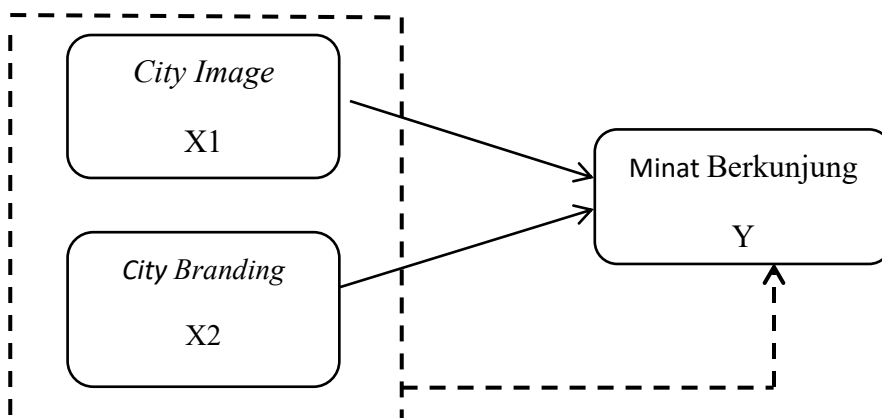 City Image
X1
Minat Berkunjung
Y
City Branding
X2